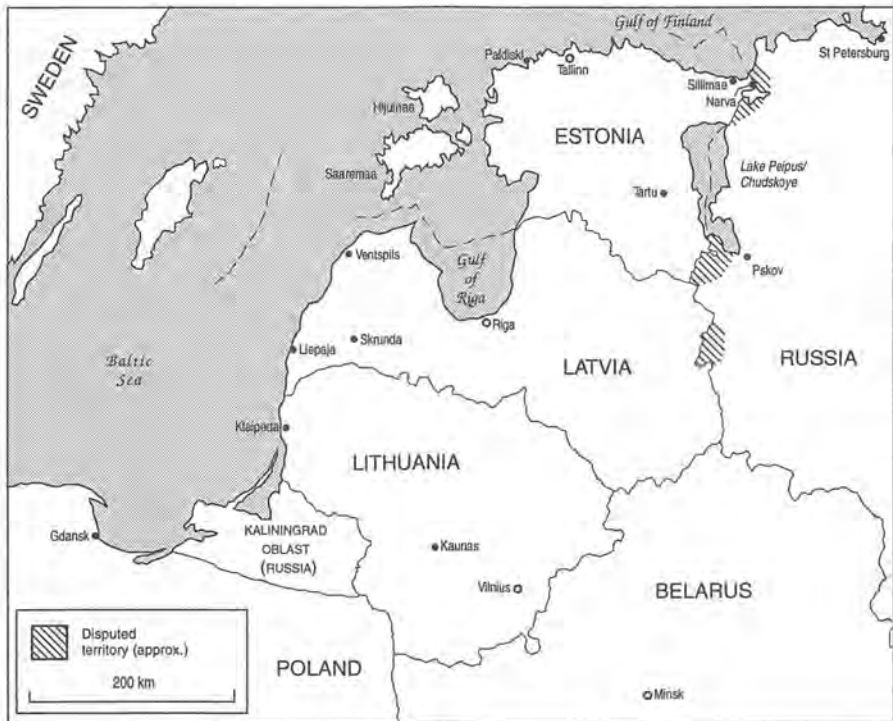 Gulf of Finland
St Petersburg
SWEDEN
Paldiski
Tallinn
Sillimae
Narva
Hijumaa
ESTONIA
Saaremaa
Lake Peipus/
Chudskoye
Tartu
Ventspils
Gulf
of
Riga
Pskov
Riga
Skrunda
Liepaja
Baltic
Sea
LATVIA
RUSSIA
Klaipeda
LITHUANIA
Gdansk
KALININGRAD
OBLAST
(RUSSIA)
Kaunas
Vilnius
BELARUS
Disputed
territory (approx.)
200 km
POLAND
Minsk